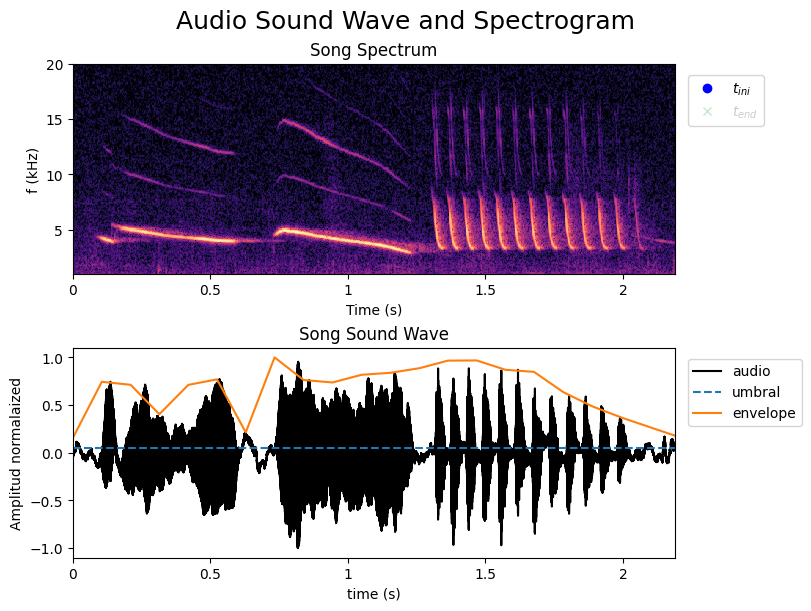 Audio Sound Wave and Spectrogram
Song Spectrum
20
15
10
5
f (kHz)
0 0.5 1 1.5 2
Time (s)
t_ini
t_end
Song Sound Wave
1.0
0.5
0.0
−0.5
−1.0
Amplitud normalaized
0 0.5 1 1.5 2
time (s)
audio
umbral
envelope